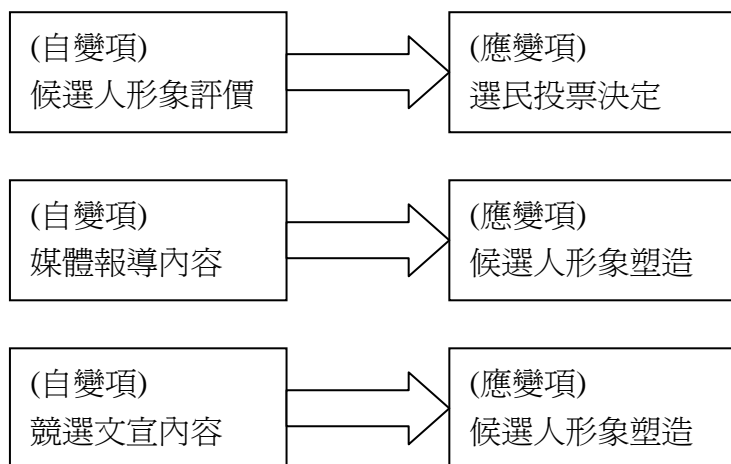 (自變項)
候選人形象評價
(應變項)
選民投票決定
(自變項)
媒體報導內容
(應變項)
候選人形象塑造
(自變項)
競選文宣內容
(應變項)
候選人形象塑造